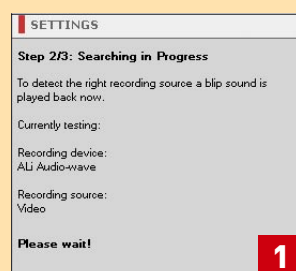 SETTINGS
Step 2/3: Searching in Progress
To detect the right recording source a blip sound is
played back now.
Currently testing:
Recording device:
ALi Audio-wave
Recording source:
Video
Please wait!
1